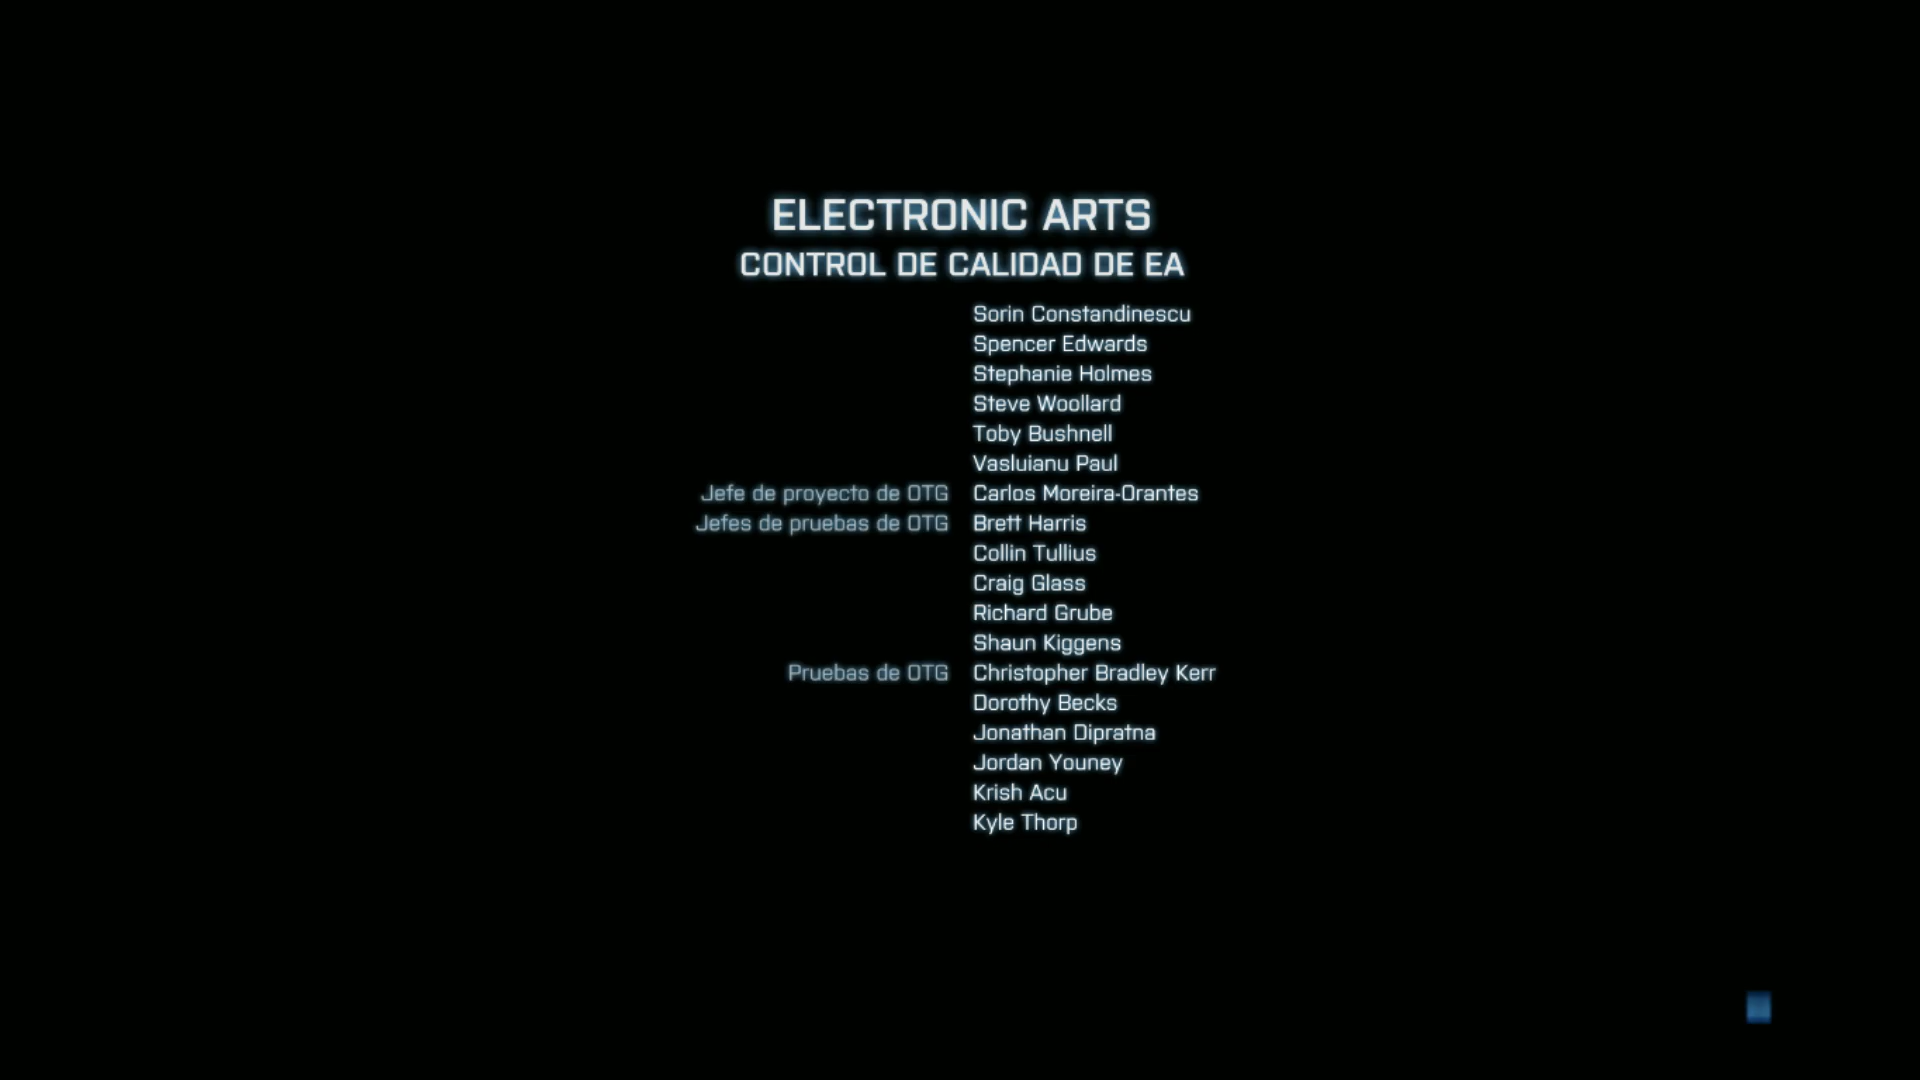 ELECTRONIC ARTS
CONTROL DE CALIDAD DE EA
Sorin Constandinescu
Spencer Edwards
Stephanie Holmes
Steve Woollard
Toby Bushnell
Vasluianu Paul
Jefe de proyecto de OTG Carlos Moreira-Orantes
Jefes de pruebas de OTG Brett Harris
Collin Tullius
Craig Glass
Richard Grube
Shaun Kiggens
Pruebas de OTG Christopher Bradley Kerr
Dorothy Becks
Jonathan Dipratna
Jordan Youney
Krish Acu
Kyle Thorp